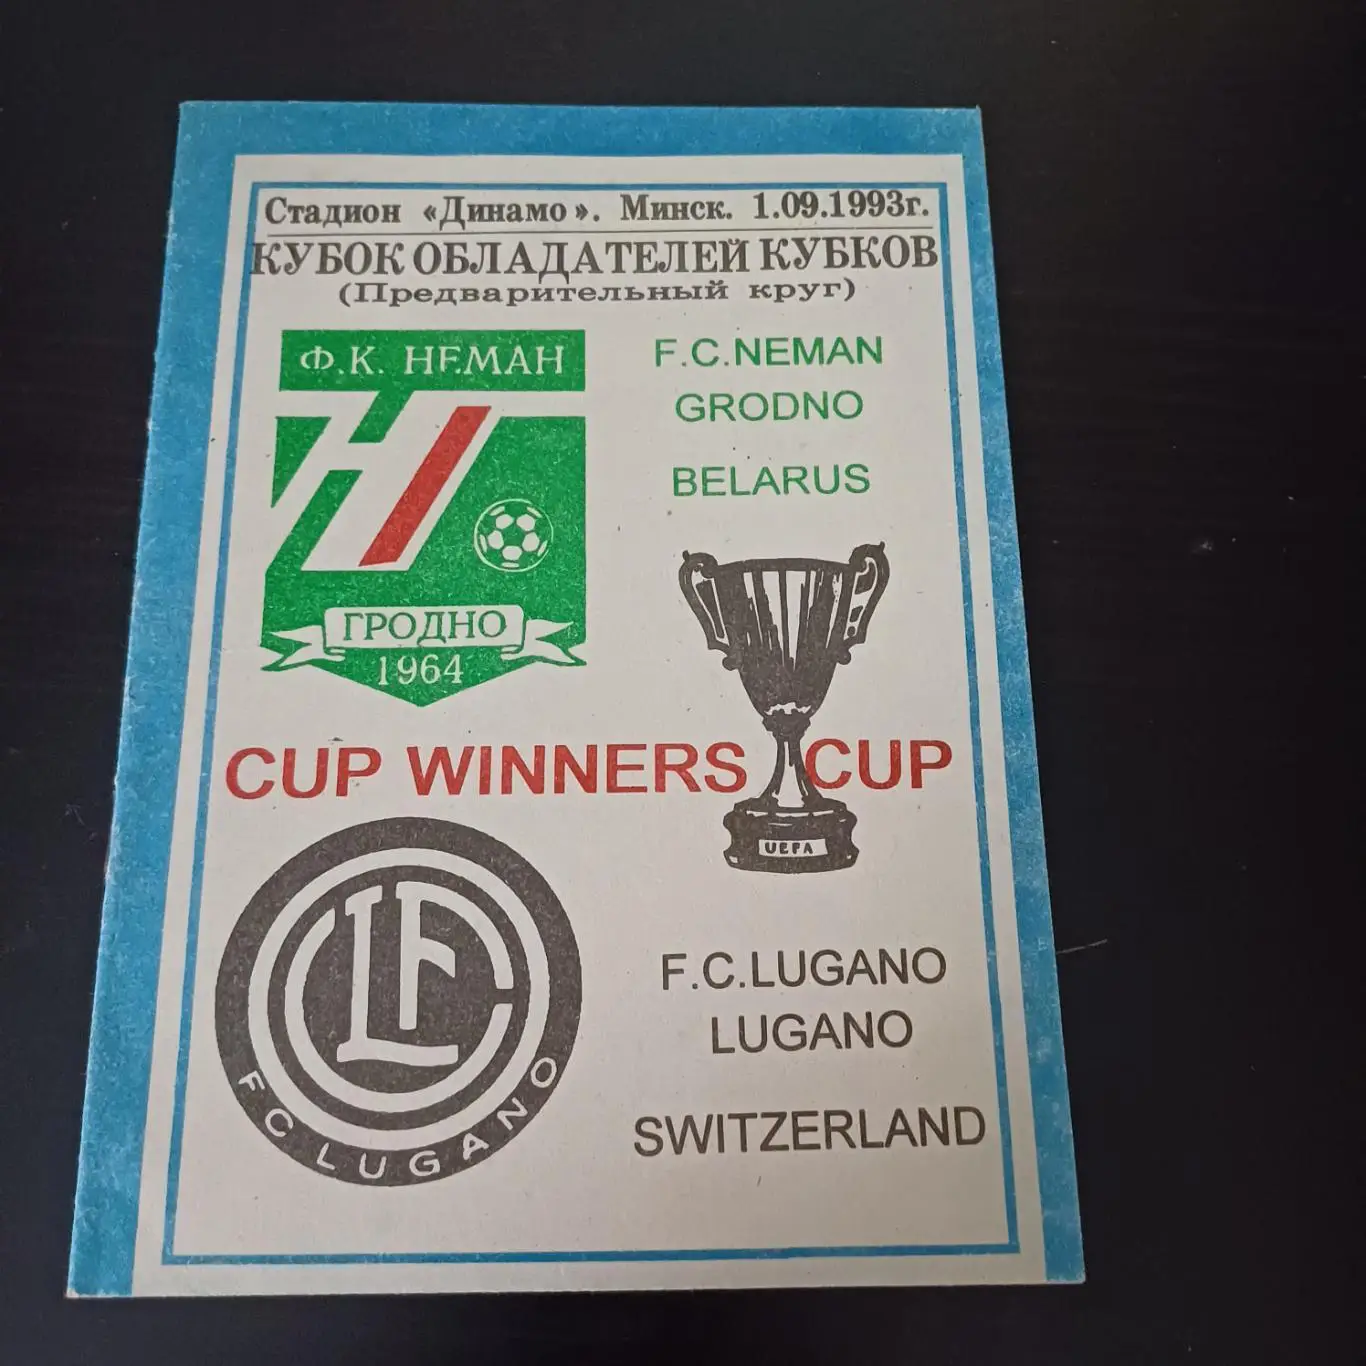 Стадион «Динамо». Минск. 1.09.1993г.
КУБОК ОБЛАДАТЕЛЕЙ КУБКОВ
(Предварительный круг)
Ф.К. НЕМАН
ГРОДНО
1964
F.C.NEMAN
GRODNO
BELARUS
CUP WINNERS CUP
UEFA
FC LUGANO
F.C.LUGANO
LUGANO
SWITZERLAND